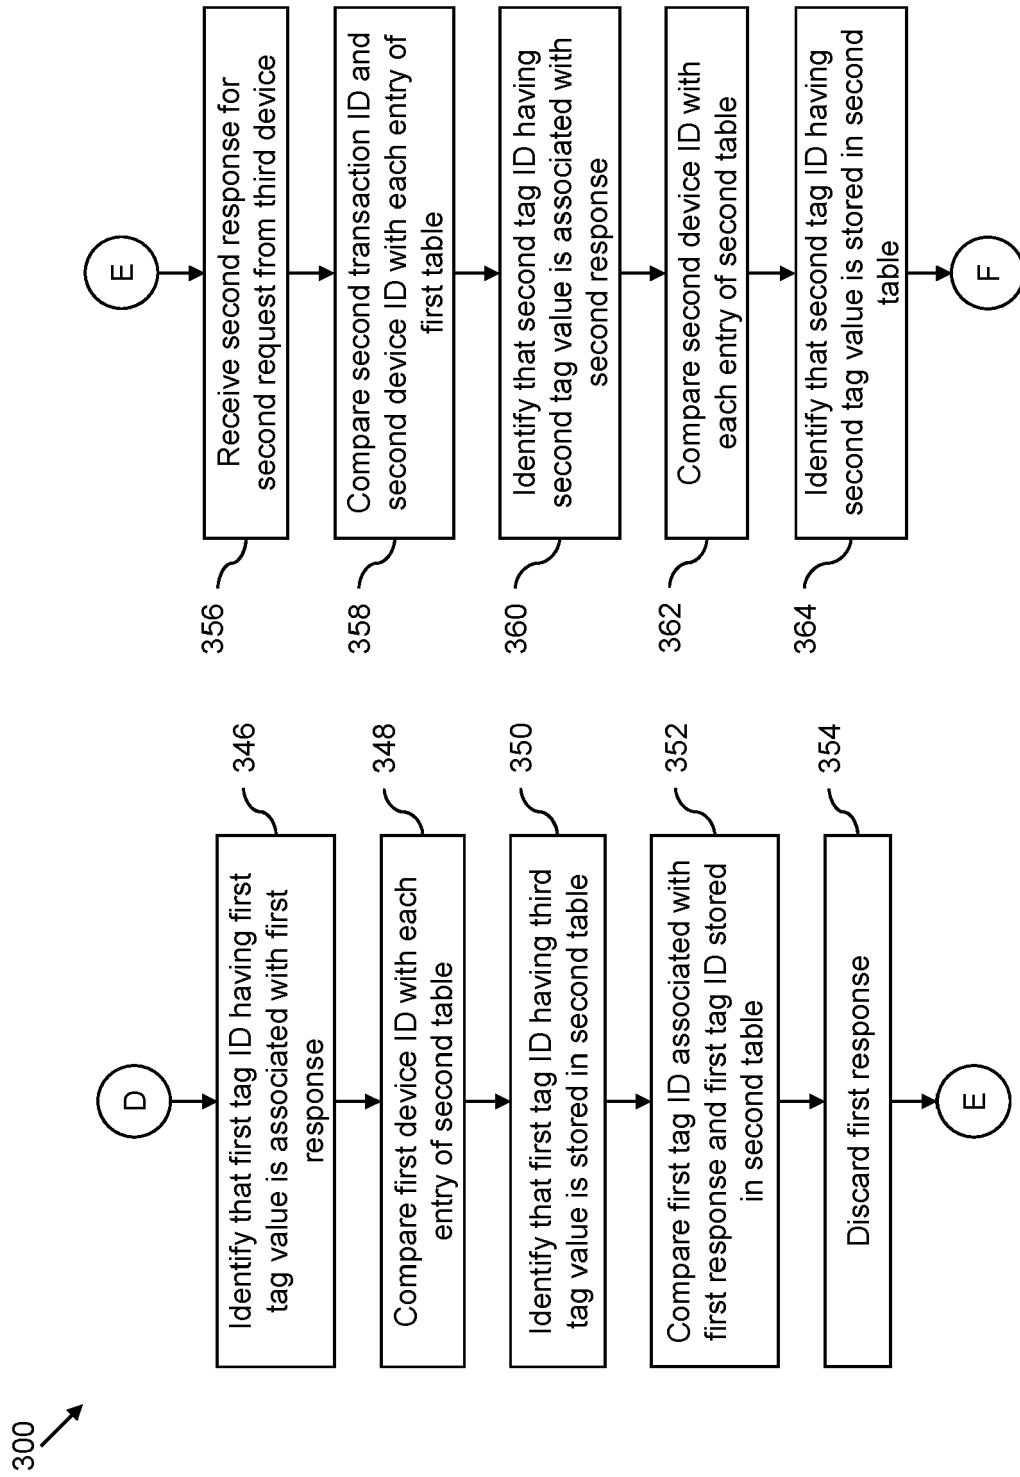 300
D
Identify that first tag ID having first
tag value is associated with first
response
346
Compare first device ID with each
entry of second table
348
Identify that first tag ID having third
tag value is stored in second table
350
Compare first tag ID associated with
first response and first tag ID stored
in second table
352
Discard first response
354
E
E
Receive second response for
second request from third device
356
Compare second transaction ID and
second device ID with each entry of
first table
358
Identify that second tag ID having
second tag value is associated with
second response
360
Compare second device ID with
each entry of second table
362
Identify that second tag ID having
second tag value is stored in second
table
364
F